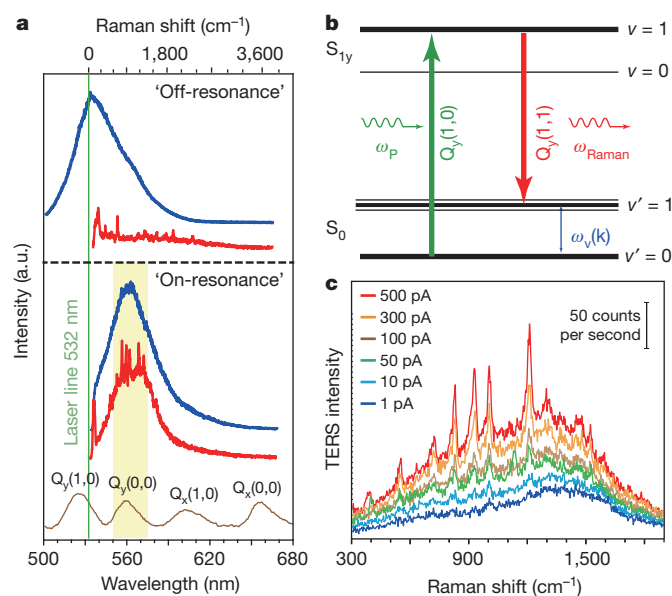 a
Raman shift (cm⁻¹)
0 1,800 3,600
'Off-resonance'
'On-resonance'
Intensity (a.u.)
Laser line 532 nm
Qy(1,0) Qy(0,0) Qx(1,0) Qx(0,0)
500 560 620 680
Wavelength (nm)
b
S1y
v = 1
v = 0
ωP
Qy(1,0)
Qy(1,1)
ωRaman
S0
v' = 1
ωv(k)
v' = 0
c
500 pA
300 pA
100 pA
50 pA
10 pA
1 pA
50 counts
per second
TERS intensity
300 900 1,500
Raman shift (cm⁻¹)